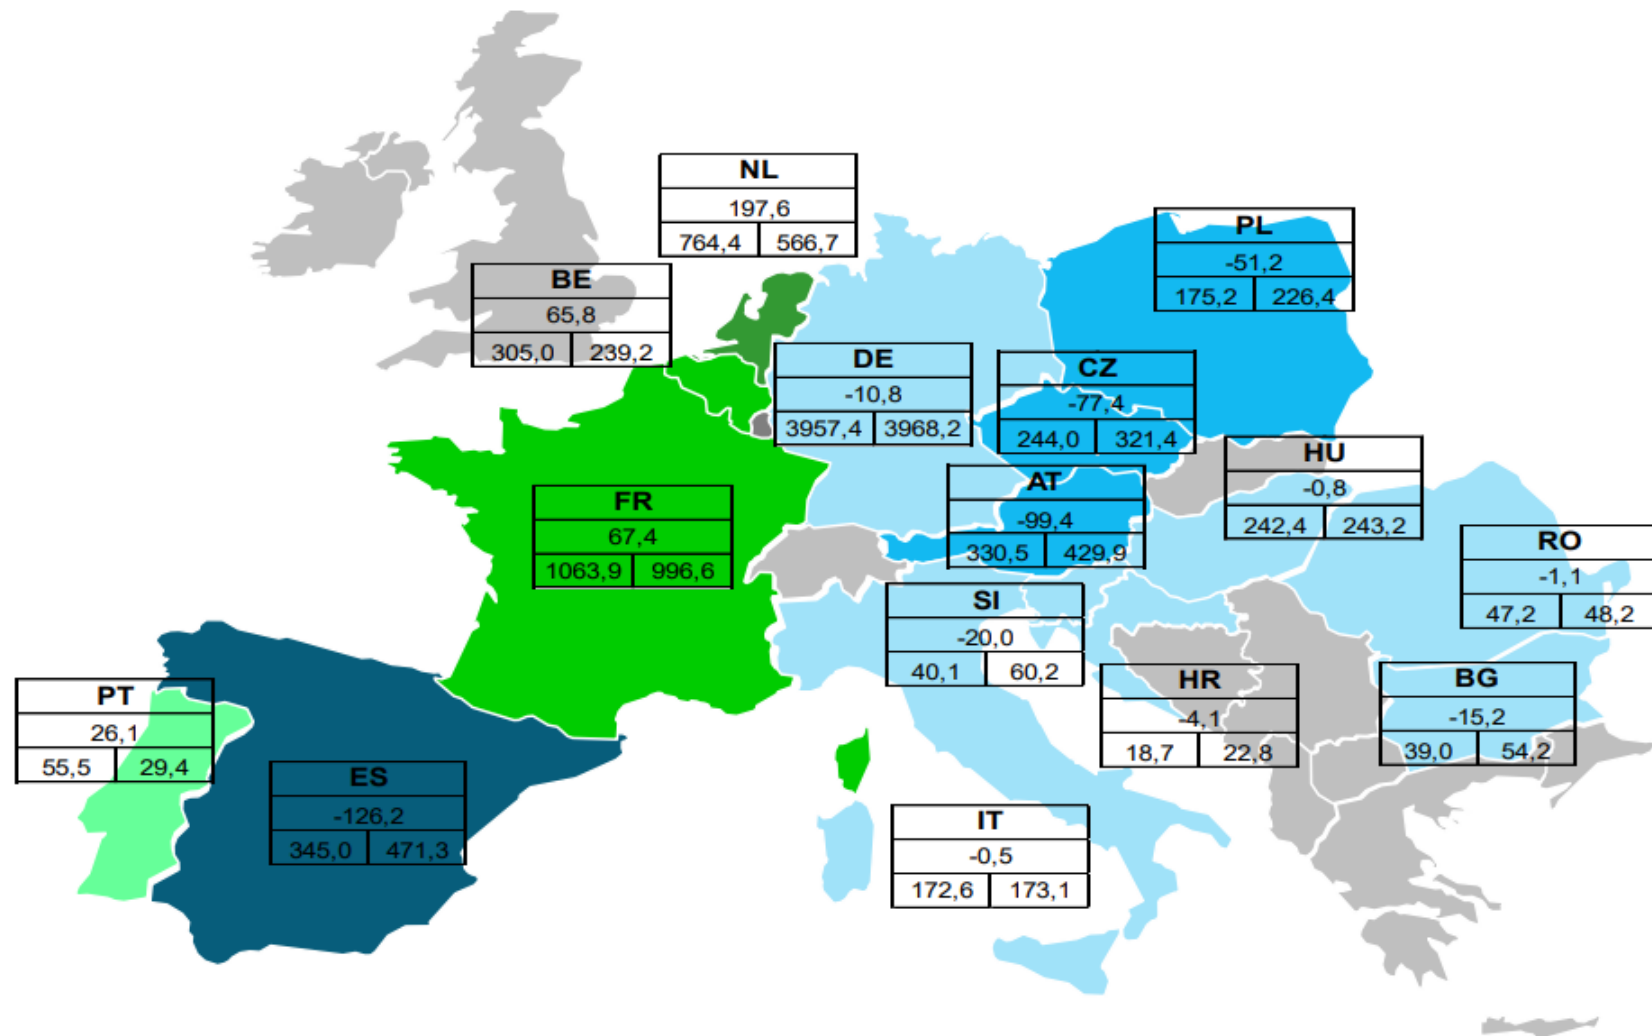 NL
197,6
764,4 566,7
PL
-51,2
175,2 226,4
BE
65,8
305,0 239,2
DE
-10,8
3957,4 3968,2
CZ
-77,4
244,0 321,4
HU
-0,8
242,4 243,2
AT
-99,4
330,5 429,9
FR
67,4
1063,9 996,6
RO
-1,1
47,2 48,2
SI
-20,0
40,1 60,2
HR
-4,1
18,7 22,8
BG
-15,2
39,0 54,2
PT
26,1
55,5 29,4
ES
-126,2
345,0 471,3
IT
-0,5
172,6 173,1